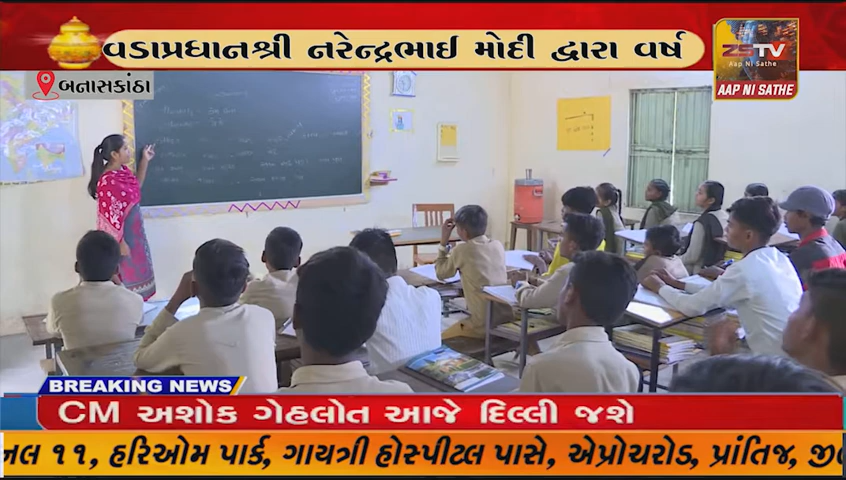 વડાપ્રધાનશ્રી નરેન્દ્રભાઈ મોદી દ્વારા વર્ષ
ZSTV
Aap Ni Sathe
AAP NI SATHE
બનાસકાંઠા
BREAKING NEWS
CM અશોક ગેહલોત આજે દિલ્હી જશે
નલ ૧૧, હરિઓમ પાર્ક, ગાયત્રી હોસ્પીટલ પાસે, એપ્રોચરોડ, પ્રાંતિજ, જી